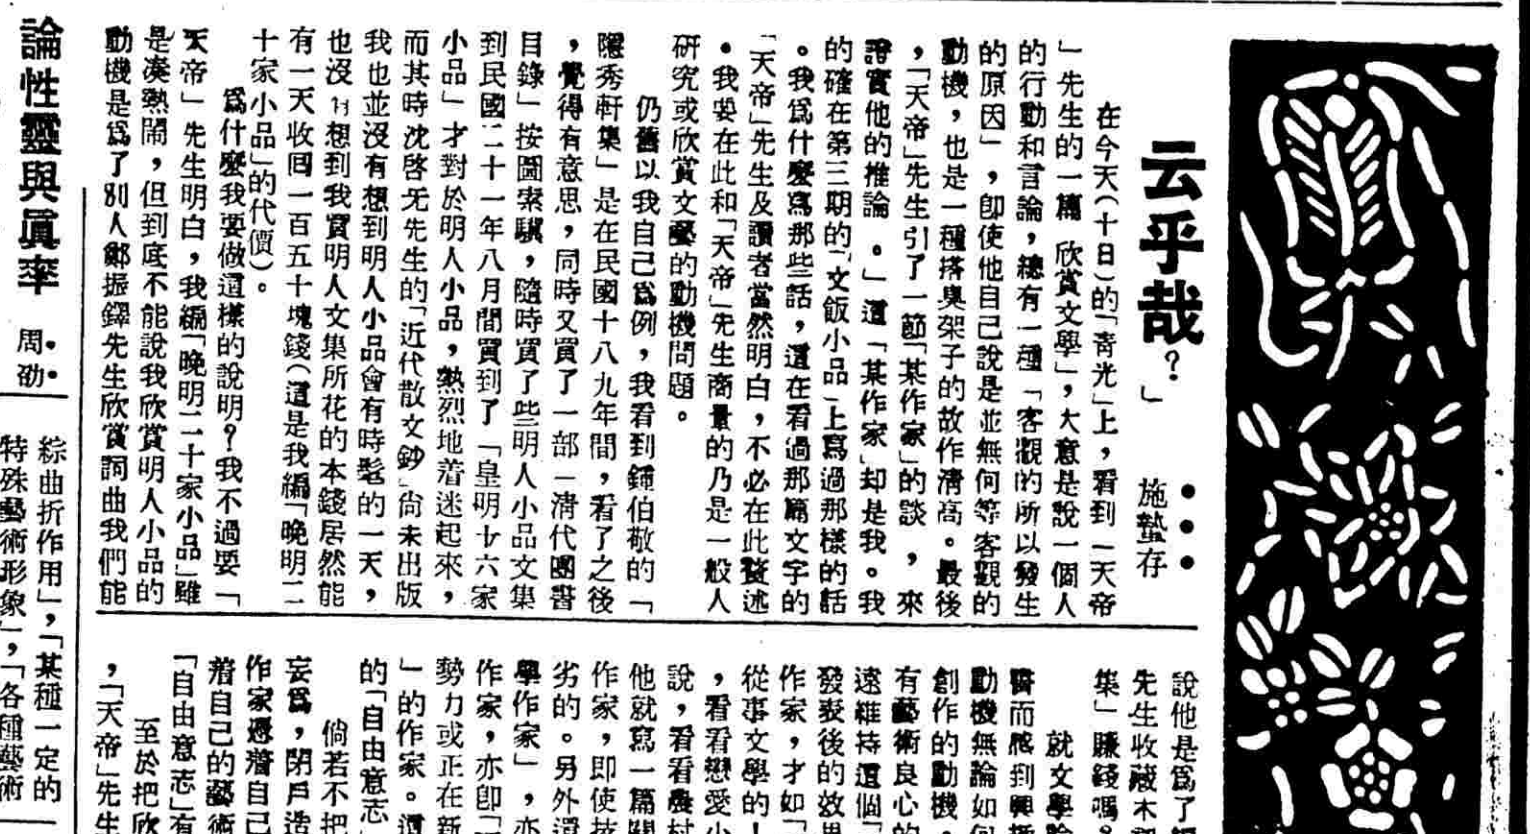 云乎哉？」
施蟄存
在今天（十日）的「靑光」上，看到「天帝
」先生的一篇「欣賞文學」，大意是說一個人
的行動和言論，總有一種「客觀的所以發生
的原因」，卽使他自己說是並無何等客觀的
動機，也是一種搭臭架子的故作淸高。最後
，「天帝」先生引了一節「某作家」的談，來
證實他的推論。」這「某作家」却是我。我
的確在第三期的「文飯小品」上寫過那樣的話
。我爲什麽寫那些話，還在看過那篇文字的
「天帝」先生及讀者當然明白，不必在此贅述
。我要在此和「天帝」先生商量的乃是一般人
研究或欣賞文藝的動機問題。
仍舊以我自己爲例，我看到鍾伯敬的「
隱秀軒集」是在民國十八九年間，看了之後
，覺得有意思，同時又買了一部「淸代禁書
目錄」按圖索驥，隨時買了些明人小品文集
到民國二十一年八月間買到了「皇明十六家
小品」才對於明人小品，熱烈地着迷起來，
而其時沈啓无先生的「近代散文鈔」尙未出版
我也並沒有想到明人小品會有時髦的一天，
也沒有想到我買明人文集所花的本錢居然能
有一天收回一百五十塊錢（這是我編「晚明二
十家小品」的代價）。
爲什麽我要做這樣的說明？我不過要「
天帝」先生明白，我編「晚明二十家小品」雖
是湊熱鬧，但到底不能說我欣賞明人小品的
動機是爲了別人鄭振鐸先生欣賞詞曲我們能
說他是爲了
先生收藏木
集」賺錢嗎？
就文學論
書而感到興
動機無論如何
創作的動機，
有藝術良心的
遠維持這個「
發表後的效果
作家，才如「
從事文學的！
，看看戀愛小
說，看看農村
他就寫一篇關
作家，卽使技
劣的。另外還
學作家」，亦
作家，亦卽「
勢力或正在新
」的作家。這
的「自由意志」
倘若不把
妄爲，閉戶造
作家憑着自己
着自己的藝術
「自由意志」有
至於把欣
，「天帝」先生
論性靈與眞率
周劭
綜曲折作用」，「某種一定的
特殊藝術形象」，「各種藝術